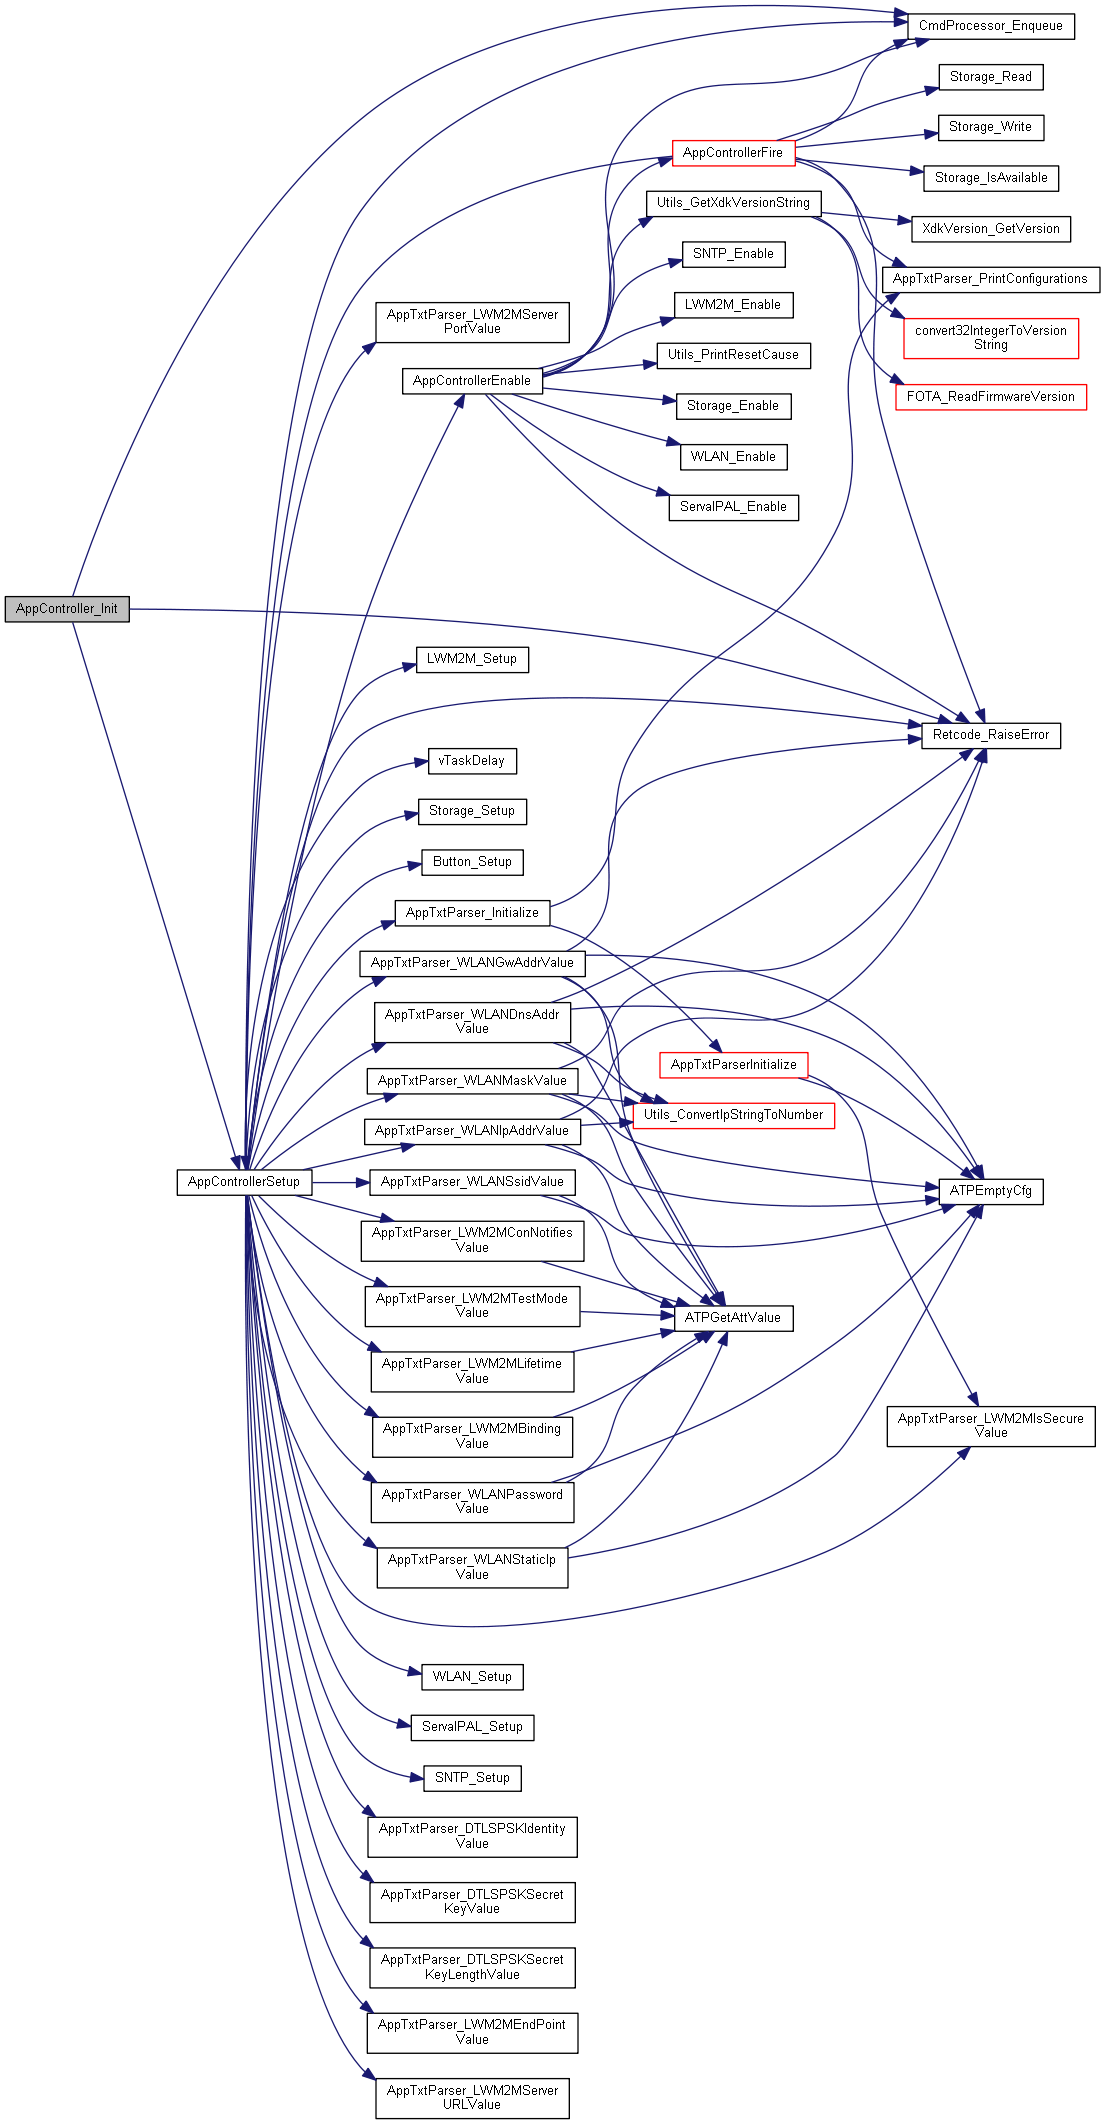 CmdProcessor_Enqueue
Storage_Read
Storage_Write
AppControllerFire
Storage_IsAvailable
Utils_GetXdkVersionString
XdkVersion_GetVersion
SNTP_Enable
AppTxtParser_PrintConfigurations
LWM2M_Enable
AppTxtParser_LWM2MServer
PortValue
convert32IntegerToVersion
String
Utils_PrintResetCause
AppControllerEnable
FOTA_ReadFirmwareVersion
Storage_Enable
WLAN_Enable
ServalPAL_Enable
AppController_Init
LWM2M_Setup
Retcode_RaiseError
vTaskDelay
Storage_Setup
Button_Setup
AppTxtParser_Initialize
AppTxtParser_WLANGwAddrValue
AppTxtParser_WLANDnsAddr
Value
AppTxtParserInitialize
AppTxtParser_WLANMaskValue
Utils_ConvertIpStringToNumber
AppTxtParser_WLANIpAddrValue
AppControllerSetup
AppTxtParser_WLANSsidValue
ATPEmptyCfg
AppTxtParser_LWM2MConNotifies
Value
AppTxtParser_LWM2MTestMode
Value
ATPGetAttValue
AppTxtParser_LWM2MLifetime
Value
AppTxtParser_LWM2MIsSecure
Value
AppTxtParser_LWM2MBinding
Value
AppTxtParser_WLANPassword
Value
AppTxtParser_WLANStaticIp
Value
WLAN_Setup
ServalPAL_Setup
SNTP_Setup
AppTxtParser_DTLSPSKIdentity
Value
AppTxtParser_DTLSPSKSecret
KeyValue
AppTxtParser_DTLSPSKSecret
KeyLengthValue
AppTxtParser_LWM2MEndPoint
Value
AppTxtParser_LWM2MServer
URLValue